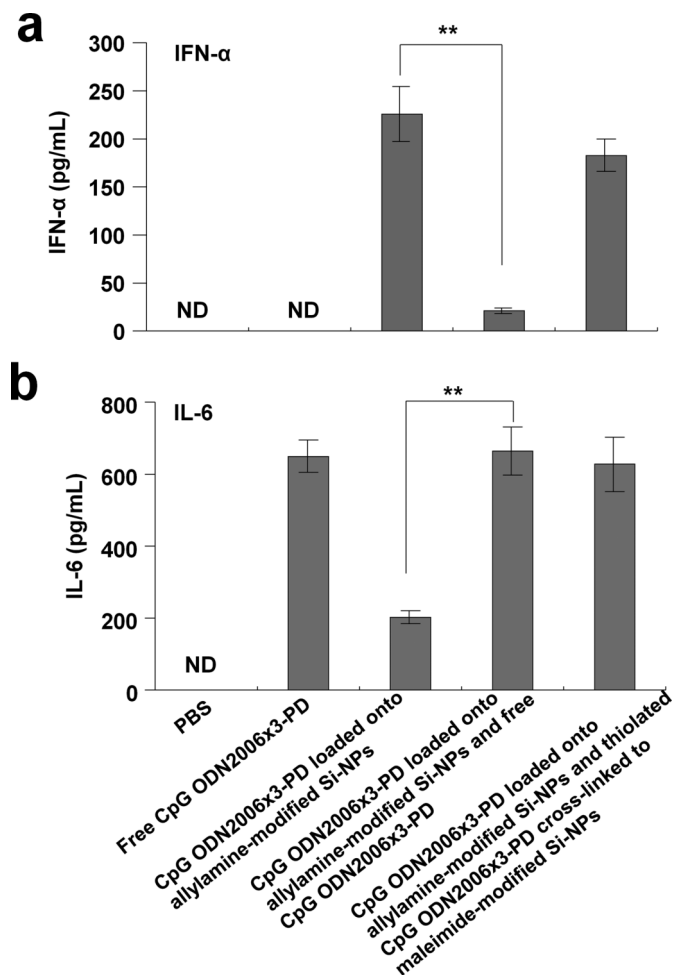 a
300
250
200
150
100
50
0
IFN-α (pg/mL)
IFN-α
**
ND
ND
b
800
600
400
200
0
IL-6 (pg/mL)
IL-6
**
ND
PBS
Free CpG ODN2006x3-PD
CpG ODN2006x3-PD loaded onto
allylamine-modified Si-NPs
CpG ODN2006x3-PD loaded onto
allylamine-modified Si-NPs and free
CpG ODN2006x3-PD
CpG ODN2006x3-PD loaded onto
allylamine-modified Si-NPs and thiolated
CpG ODN2006x3-PD cross-linked to
maleimide-modified Si-NPs